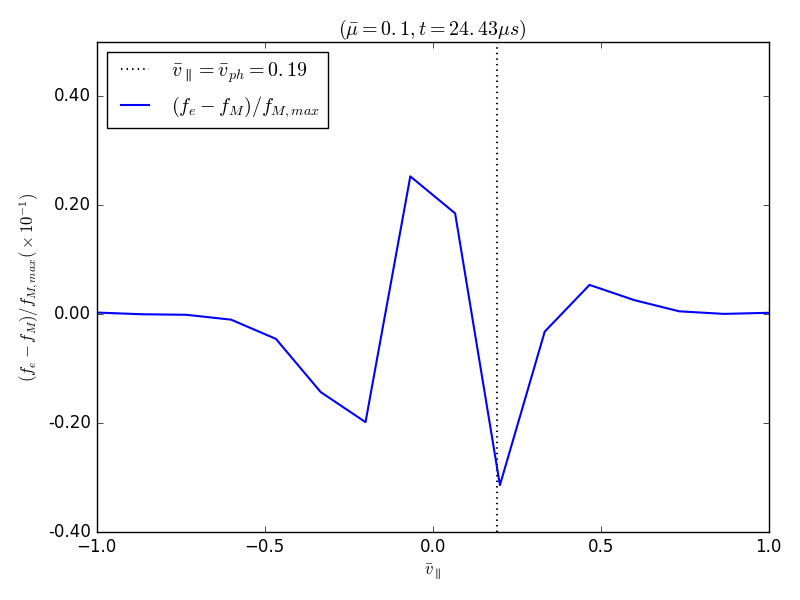 (μ̄ = 0.1, t = 24.43μs)
v̄∥ = v̄ph = 0.19
(fe − fM)/fM,max
0.40
0.20
0.00
-0.20
-0.40
(fe − fM)/fM,max(×10⁻¹)
−1.0 −0.5 0.0 0.5 1.0
v̄∥